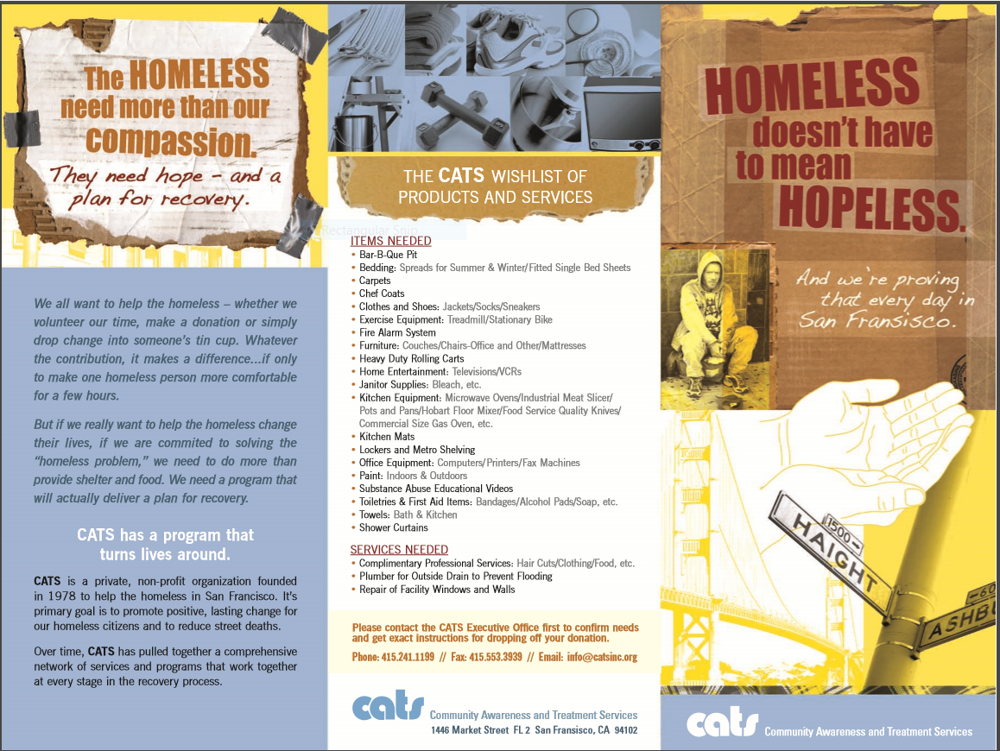 The HOMELESS
need more than our
compassion.
They need hope – and a
plan for recovery.
We all want to help the homeless – whether we
volunteer our time, make a donation or simply
drop change into someone's tin cup. Whatever
the contribution, it makes a difference...if only
to make one homeless person more comfortable
for a few hours.
But if we really want to help the homeless change
their lives, if we are commited to solving the
"homeless problem," we need to do more than
provide shelter and food. We need a program that
will actually deliver a plan for recovery.
CATS has a program that
turns lives around.
CATS is a private, non-profit organization founded
in 1978 to help the homeless in San Francisco. It's
primary goal is to promote positive, lasting change for
our homeless citizens and to reduce street deaths.
Over time, CATS has pulled together a comprehensive
network of services and programs that work together
at every stage in the recovery process.
THE CATS WISHLIST OF
PRODUCTS AND SERVICES
Rectangular Snip
ITEMS NEEDED
• Bar-B-Que Pit
• Bedding: Spreads for Summer & Winter/Fitted Single Bed Sheets
• Carpets
• Chef Coats
• Clothes and Shoes: Jackets/Socks/Sneakers
• Exercise Equipment: Treadmill/Stationary Bike
• Fire Alarm System
• Furniture: Couches/Chairs-Office and Other/Mattresses
• Heavy Duty Rolling Carts
• Home Entertainment: Televisions/VCRs
• Janitor Supplies: Bleach, etc.
• Kitchen Equipment: Microwave Ovens/Industrial Meat Slicer/
Pots and Pans/Hobart Floor Mixer/Food Service Quality Knives/
Commercial Size Gas Oven, etc.
• Kitchen Mats
• Lockers and Metro Shelving
• Office Equipment: Computers/Printers/Fax Machines
• Paint: Indoors & Outdoors
• Substance Abuse Educational Videos
• Toiletries & First Aid Items: Bandages/Alcohol Pads/Soap, etc.
• Towels: Bath & Kitchen
• Shower Curtains
SERVICES NEEDED
• Complimentary Professional Services: Hair Cuts/Clothing/Food, etc.
• Plumber for Outside Drain to Prevent Flooding
• Repair of Facility Windows and Walls
Please contact the CATS Executive Office first to confirm needs
and get exact instructions for dropping off your donation.
Phone: 415.241.1199 // Fax: 415.553.3939 // Email: info@catsinc.org
cats Community Awareness and Treatment Services
1446 Market Street FL 2 San Fransisco, CA 94102
HOMELESS
doesn't have
to mean
HOPELESS.
And we're proving
that every day in
San Fransisco.
1500→
HAIGHT
←60
ASHBU
cats Community Awareness and Treatment Services